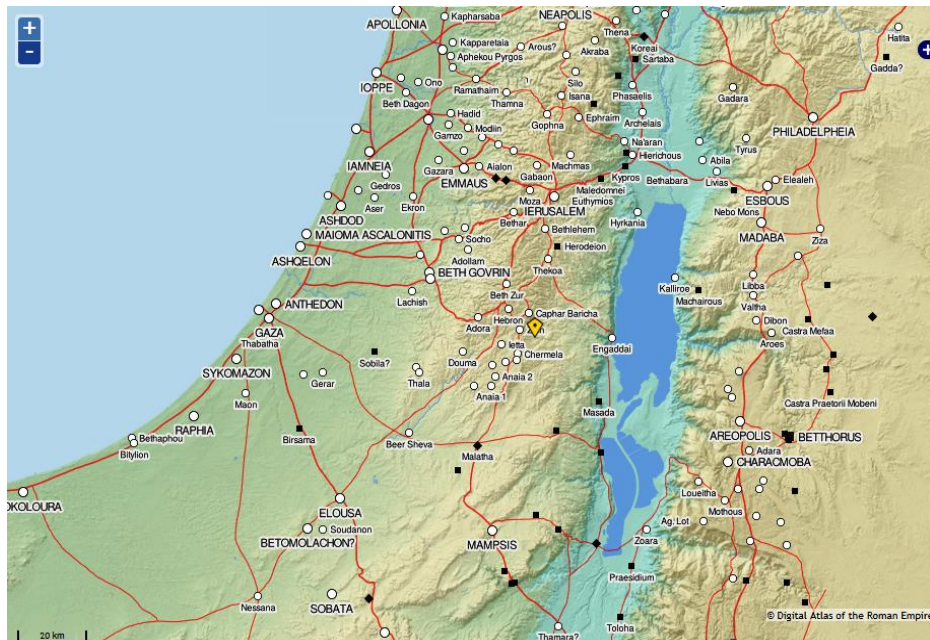 +
-
+
APOLLONIA
Kapharsaba
NEAPOLIS
Thena
Koreai
Sartaba
Hatita
Gadda?
Kapparetaia
Aphekou Pyrgos
Arous?
Akraba
IOPPE
Ono
Beth Dagon
Ramathaim
Thamna
Silo
Isana
Phasaelis
Gadara
Hadid
Gamzo
Modiin
Gophna
Ephraim
Archelais
PHILADELPHEIA
IAMNEIA
Gazara
Aialon
EMMAUS
Gabaon
Machmas
Na'aran
Hierichous
Kypros
Bethabara
Abila
Livias
Tyrus
Gedros
Aser
Ekron
Moza
Maledomnei
Euthymios
Elealeh
ESBOUS
Nebo Mons
ASHDOD
IERUSALEM
Bethar
Bethlehem
Hyrkania
MAIOMA ASCALONITIS
Socho
Adollam
Herodeion
MADABA
Ziza
ASHQELON
BETH GOVRIN
Thekoa
Kalliroe
Machairous
Libba
Valtha
ANTHEDON
Lachish
Beth Zur
Hebron
Caphar Baricha
Adora
Dibon
Aroes
Castra Mefaa
GAZA
Thabatha
Ietta
Chermela
Engaddai
SYKOMAZON
Sobila?
Douma
Gerar
Thala
Anaia 2
Anaia 1
Maon
Masada
Castra Praetorii Mobeni
RAPHIA
Bethaphou
Bitylion
Birsama
Beer Sheva
Malatha
AREOPOLIS
BETTHORUS
Adara
CHARACMOBA
OKOLOURA
ELOUSA
Soudanon
BETOMOLACHON?
MAMPSIS
Loueitha
Mothous
Ag. Lot
Zoara
Praesidium
Nessana
SOBATA
Toloha
Thamara?
20 km
© Digital Atlas of the Roman Empire